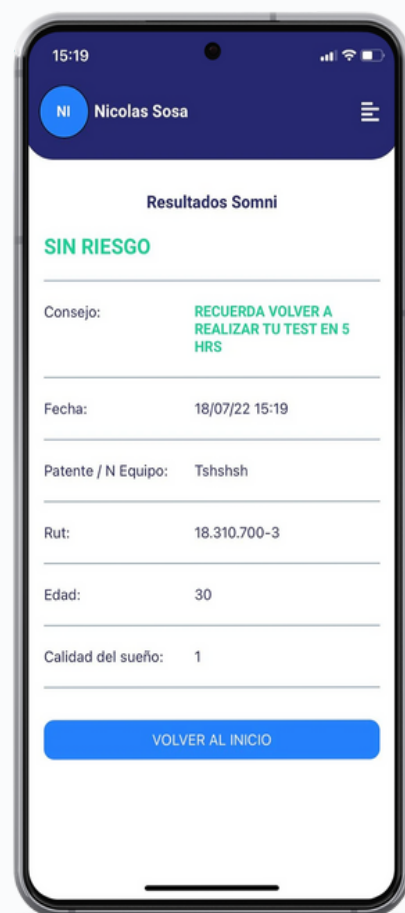 15:19
NI Nicolas Sosa
Resultados Somni
SIN RIESGO
Consejo: RECUERDA VOLVER A
REALIZAR TU TEST EN 5
HRS
Fecha: 18/07/22 15:19
Patente / N Equipo: Tshshsh
Rut: 18.310.700-3
Edad: 30
Calidad del sueño: 1
VOLVER AL INICIO